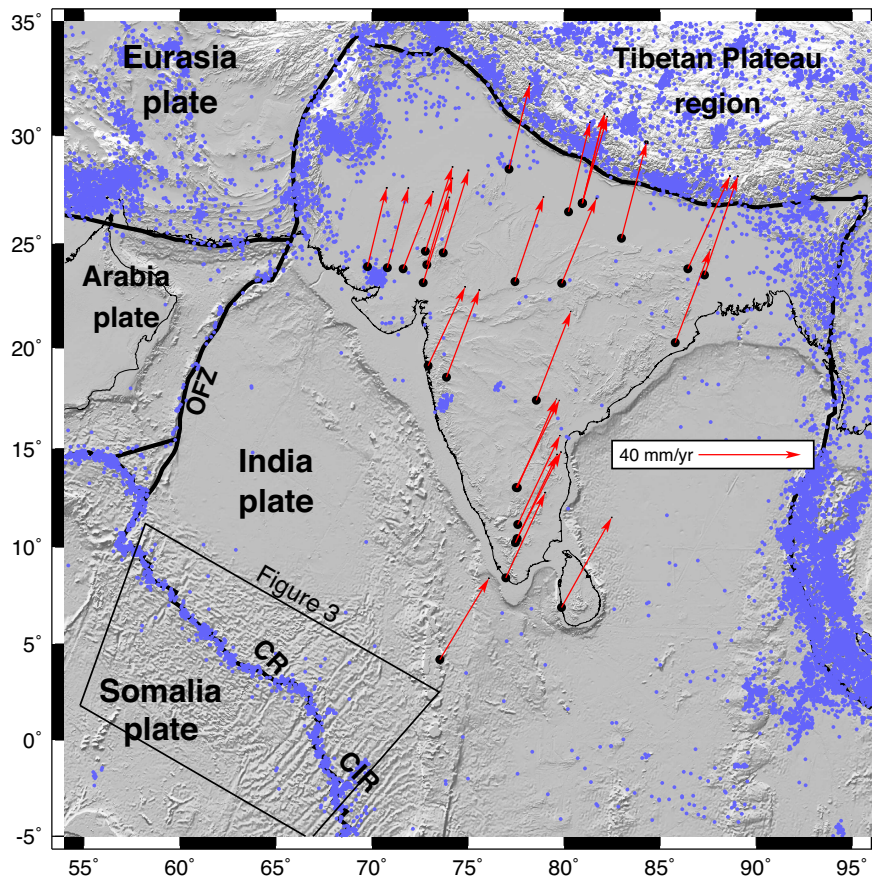 35°
30°
25°
20°
15°
10°
5°
0°
-5°
Eurasia
plate
Tibetan Plateau
region
Arabia
plate
OFZ
India
plate
40 mm/yr
Figure 3
CR
Somalia
plate
CIR
55° 60° 65° 70° 75° 80° 85° 90° 95°